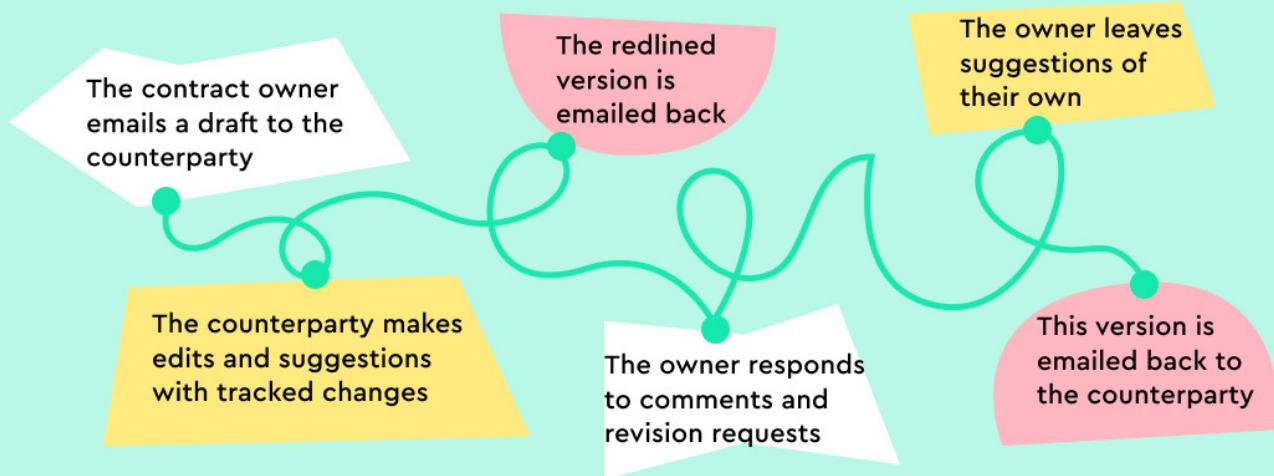 The contract owner
emails a draft to the
counterparty
The counterparty makes
edits and suggestions
with tracked changes
The redlined
version is
emailed back
The owner responds
to comments and
revision requests
The owner leaves
suggestions of
their own
This version is
emailed back to
the counterparty